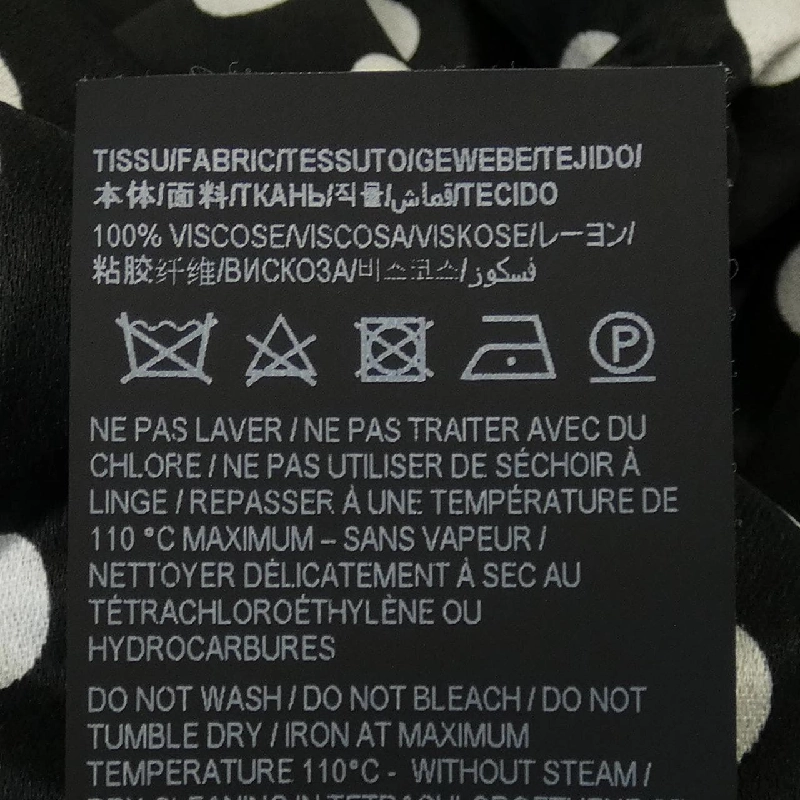 TISSU/FABRIC/TESSUTO/GEWEBE/TEJIDO/
本体/面料/ТКАНЬ/직물/قماش/TECIDO
100% VISCOSE/VISCOSA/VISKOSE/レーヨン/
粘胶纤维/ВИСКОЗА/비스코스/فسكوز
P
NE PAS LAVER / NE PAS TRAITER AVEC DU
CHLORE / NE PAS UTILISER DE SÉCHOIR À
LINGE / REPASSER À UNE TEMPÉRATURE DE
110 °C MAXIMUM – SANS VAPEUR /
NETTOYER DÉLICATEMENT À SEC AU
TÉTRACHLOROÉTHYLÈNE OU
HYDROCARBURES
DO NOT WASH / DO NOT BLEACH / DO NOT
TUMBLE DRY / IRON AT MAXIMUM
TEMPERATURE 110°C - WITHOUT STEAM /